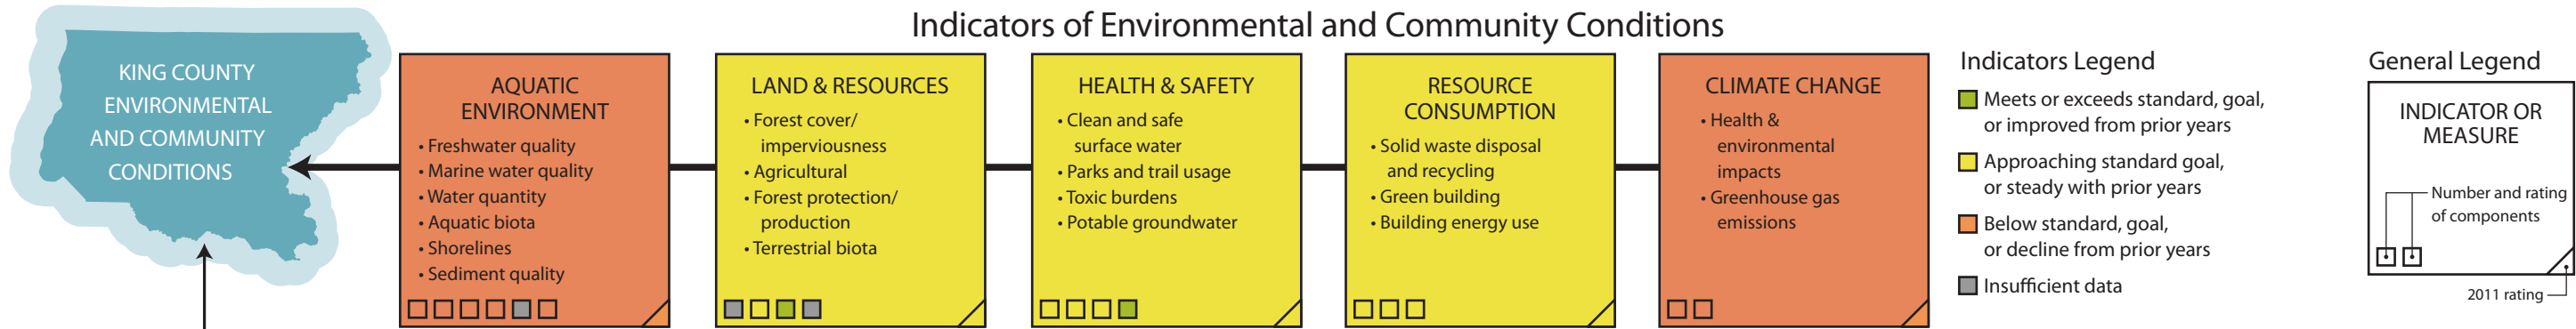 Indicators of Environmental and Community Conditions
KING COUNTY
ENVIRONMENTAL
AND COMMUNITY
CONDITIONS
AQUATIC
ENVIRONMENT
• Freshwater quality
• Marine water quality
• Water quantity
• Aquatic biota
• Shorelines
• Sediment quality
LAND & RESOURCES
• Forest cover/
imperviousness
• Agricultural
• Forest protection/
production
• Terrestrial biota
HEALTH & SAFETY
• Clean and safe
surface water
• Parks and trail usage
• Toxic burdens
• Potable groundwater
RESOURCE
CONSUMPTION
• Solid waste disposal
and recycling
• Green building
• Building energy use
CLIMATE CHANGE
• Health &
environmental
impacts
• Greenhouse gas
emissions
Indicators Legend
Meets or exceeds standard, goal,
or improved from prior years
Approaching standard goal,
or steady with prior years
Below standard, goal,
or decline from prior years
Insufficient data
General Legend
INDICATOR OR
MEASURE
Number and rating
of components
2011 rating